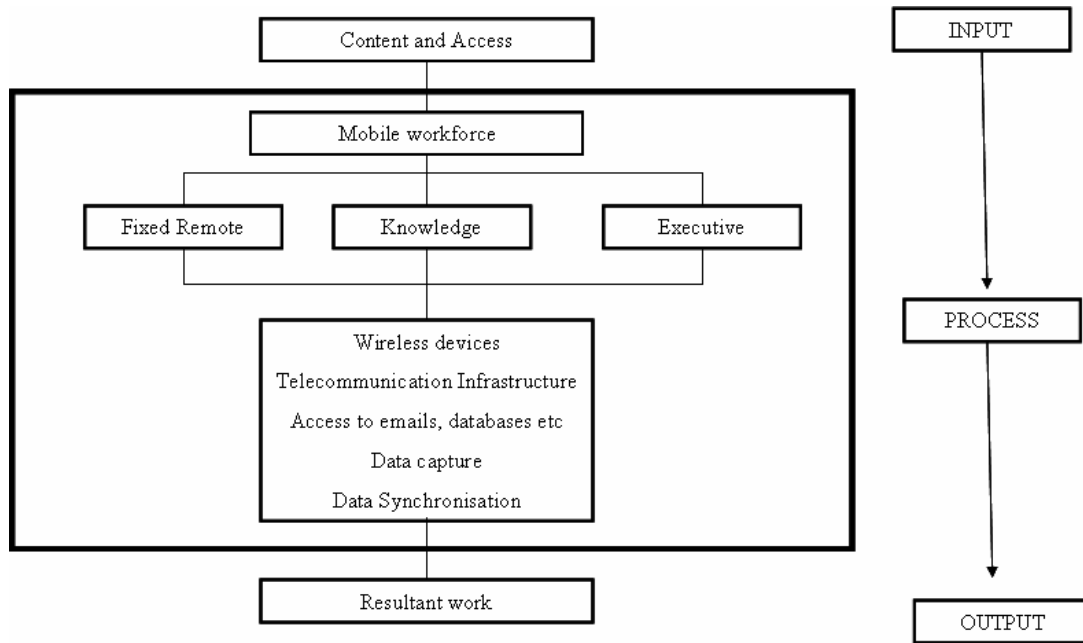 Content and Access
INPUT
Mobile workforce
Fixed Remote
Knowledge
Executive
PROCESS
Wireless devices
Telecommunication Infrastructure
Access to emails, databases etc
Data capture
Data Synchronisation
Resultant work
OUTPUT